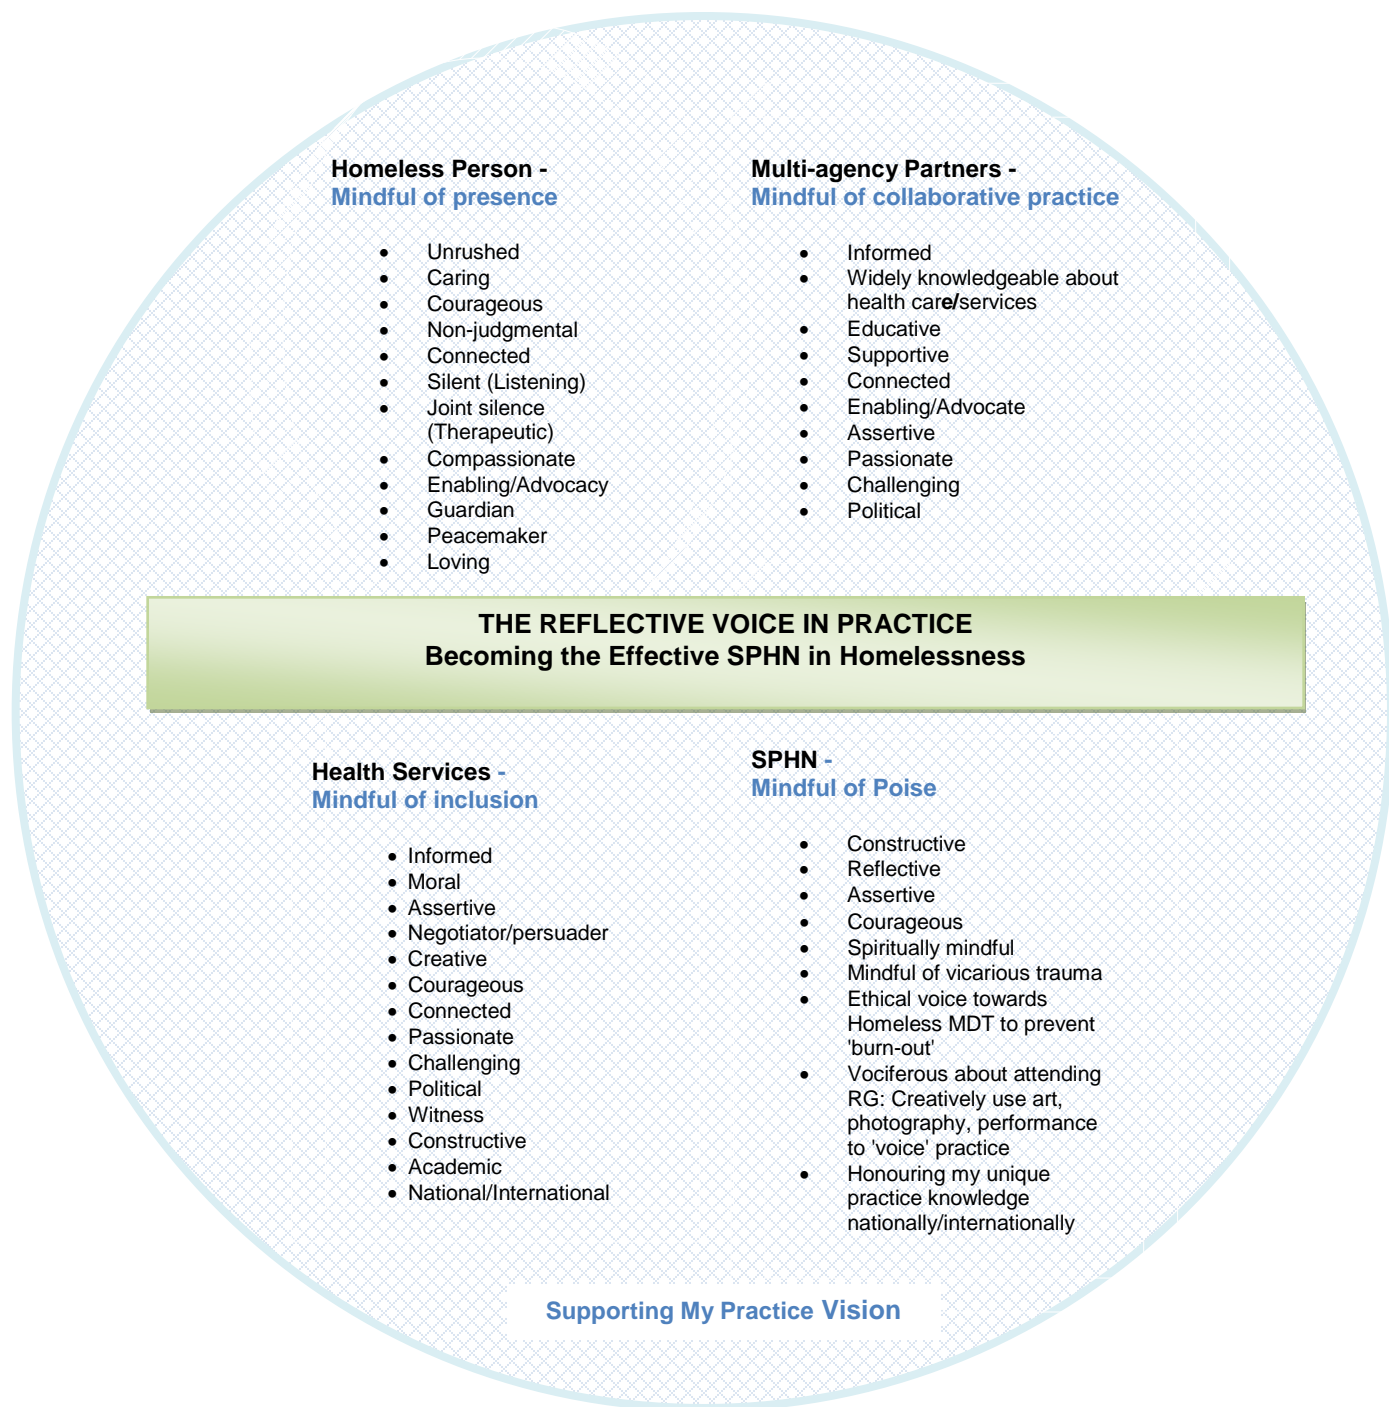 Homeless Person -
Mindful of presence
• Unrushed
• Caring
• Courageous
• Non-judgmental
• Connected
• Silent (Listening)
• Joint silence
(Therapeutic)
• Compassionate
• Enabling/Advocacy
• Guardian
• Peacemaker
• Loving
Multi-agency Partners -
Mindful of collaborative practice
• Informed
• Widely knowledgeable about
health care/services
• Educative
• Supportive
• Connected
• Enabling/Advocate
• Assertive
• Passionate
• Challenging
• Political
THE REFLECTIVE VOICE IN PRACTICE
Becoming the Effective SPHN in Homelessness
Health Services -
Mindful of inclusion
• Informed
• Moral
• Assertive
• Negotiator/persuader
• Creative
• Courageous
• Connected
• Passionate
• Challenging
• Political
• Witness
• Constructive
• Academic
• National/International
SPHN -
Mindful of Poise
• Constructive
• Reflective
• Assertive
• Courageous
• Spiritually mindful
• Mindful of vicarious trauma
• Ethical voice towards
Homeless MDT to prevent
'burn-out'
• Vociferous about attending
RG: Creatively use art,
photography, performance
to 'voice' practice
• Honouring my unique
practice knowledge
nationally/internationally
Supporting My Practice Vision